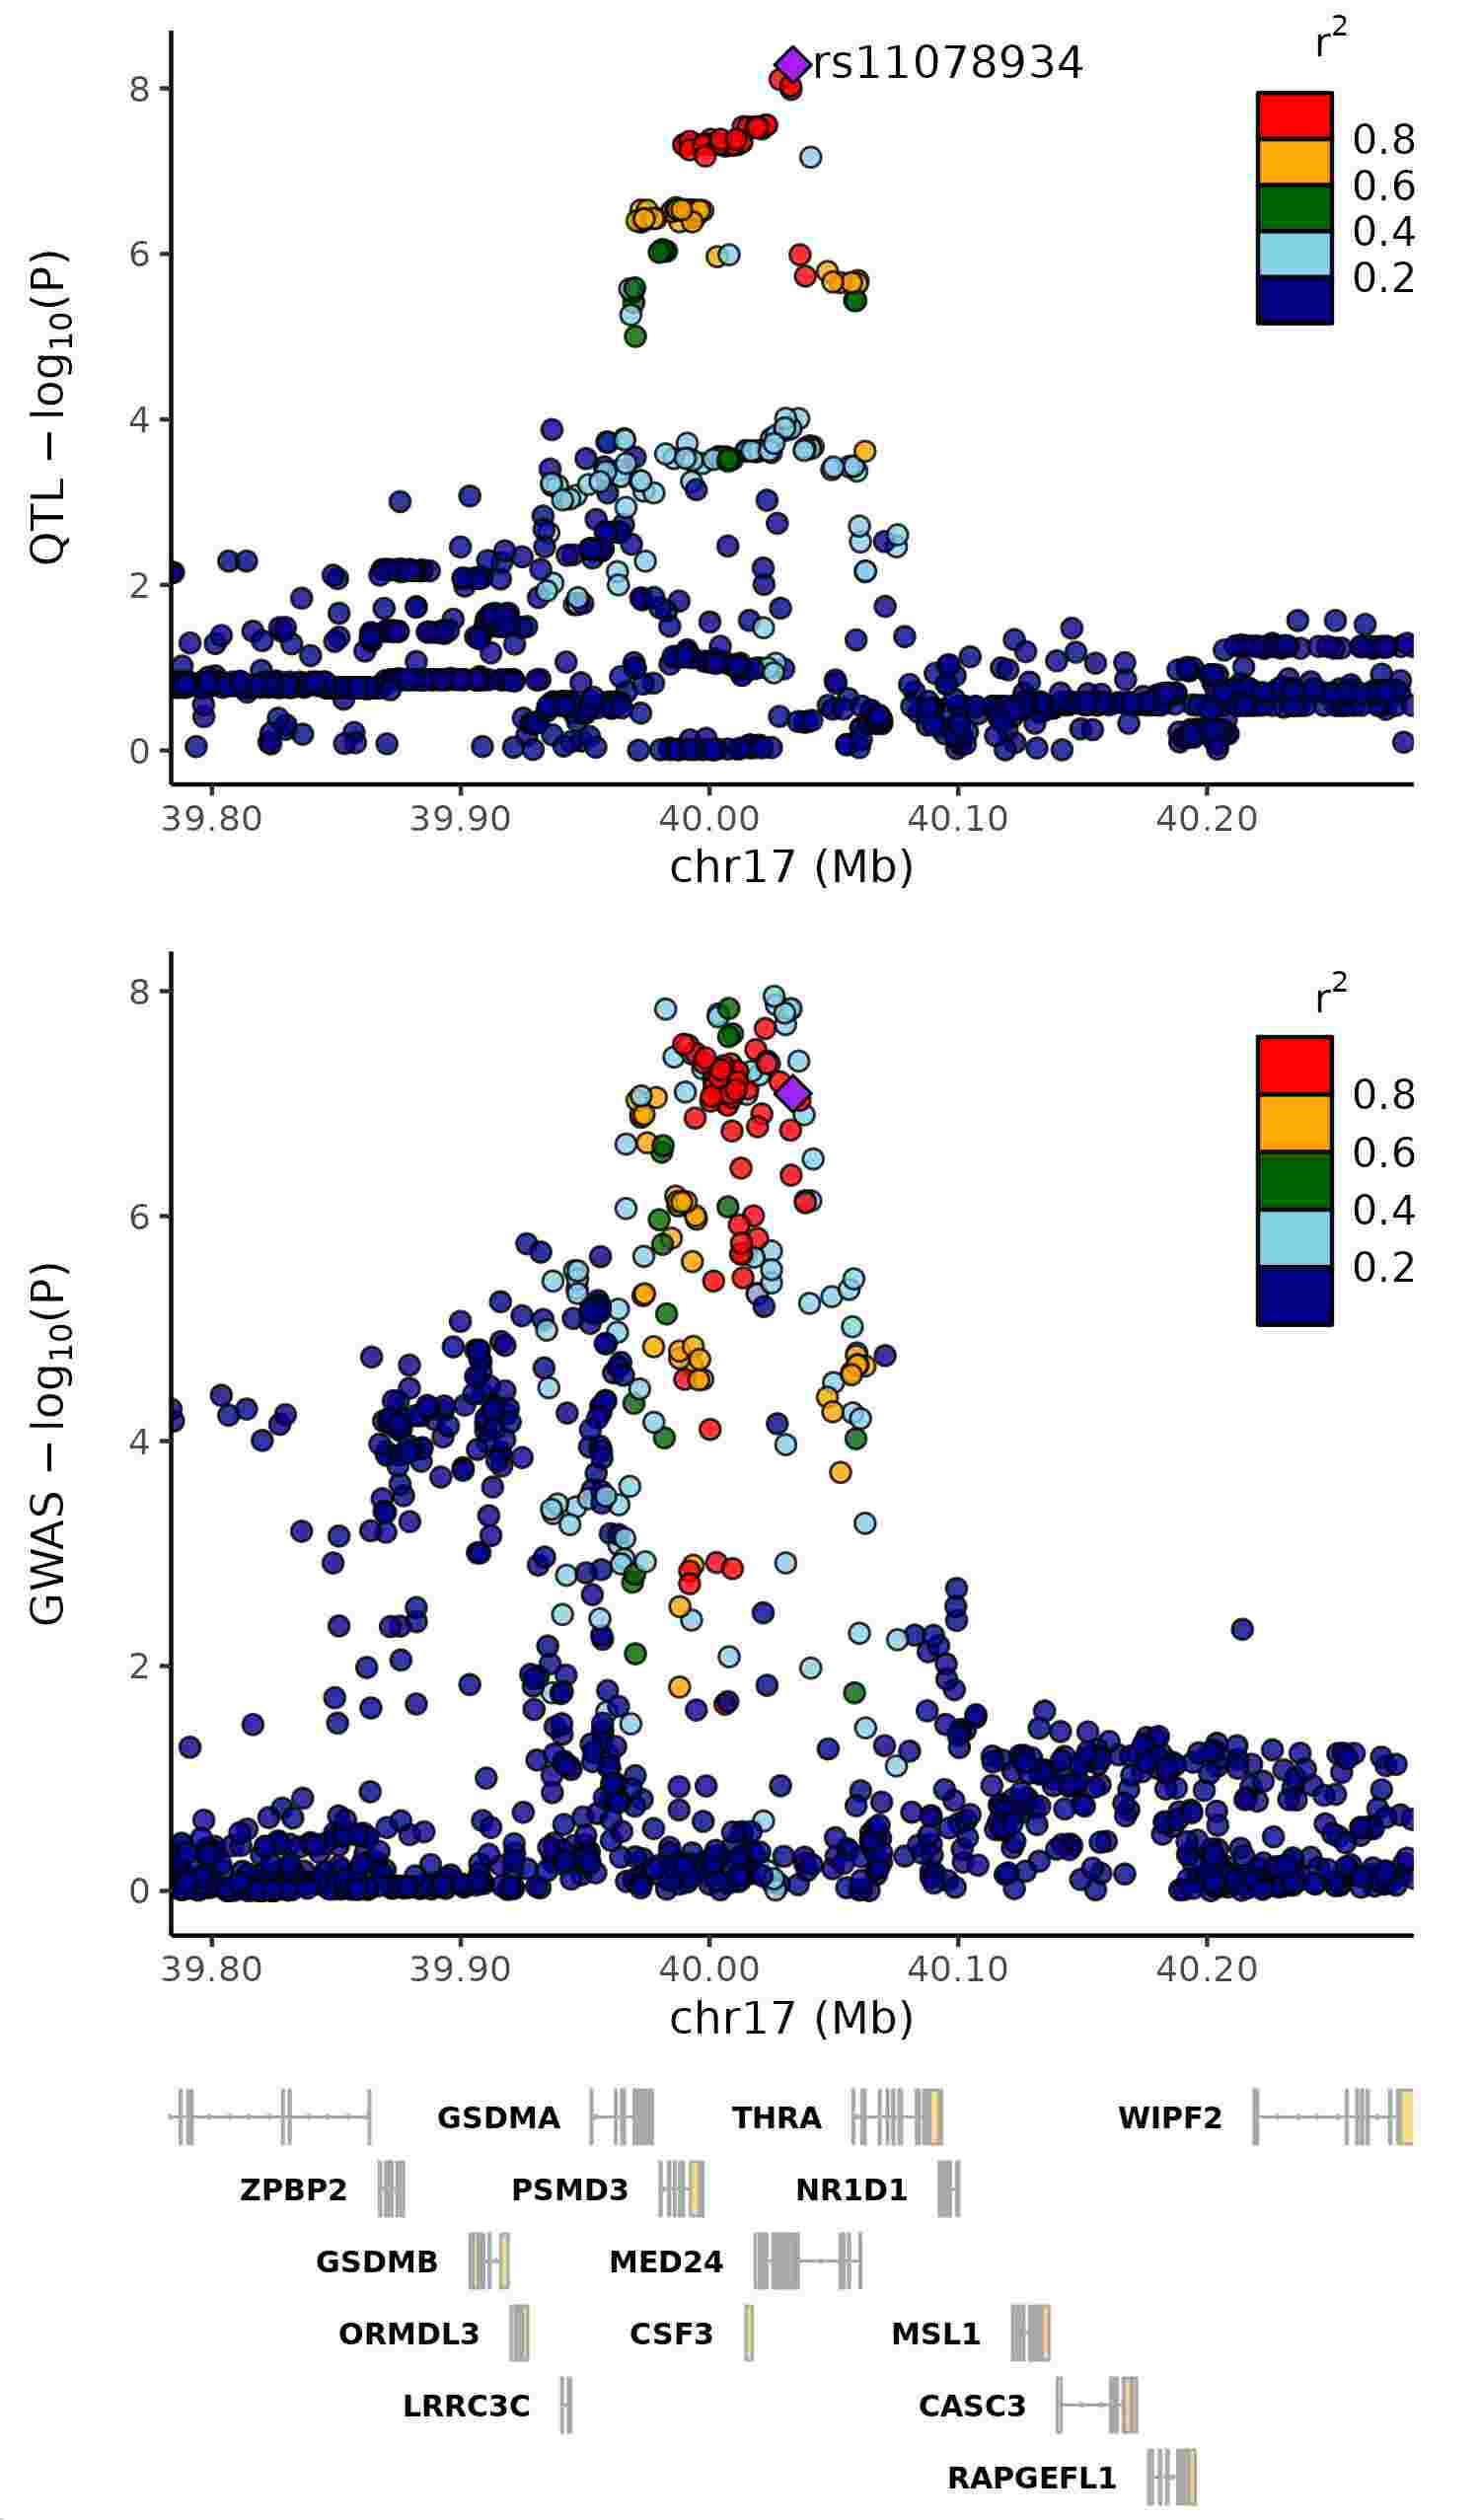 r²
rs11078934
8
6
4
2
0
0.8
0.6
0.4
0.2
QTL − log₁₀(P)
39.80 39.90 40.00 40.10 40.20
chr17 (Mb)
r²
8
6
4
2
0
0.8
0.6
0.4
0.2
GWAS − log₁₀(P)
39.80 39.90 40.00 40.10 40.20
chr17 (Mb)
GSDMA THRA WIPF2
ZPBP2 PSMD3 NR1D1
GSDMB MED24
ORMDL3 CSF3 MSL1
LRRC3C CASC3
RAPGEFL1